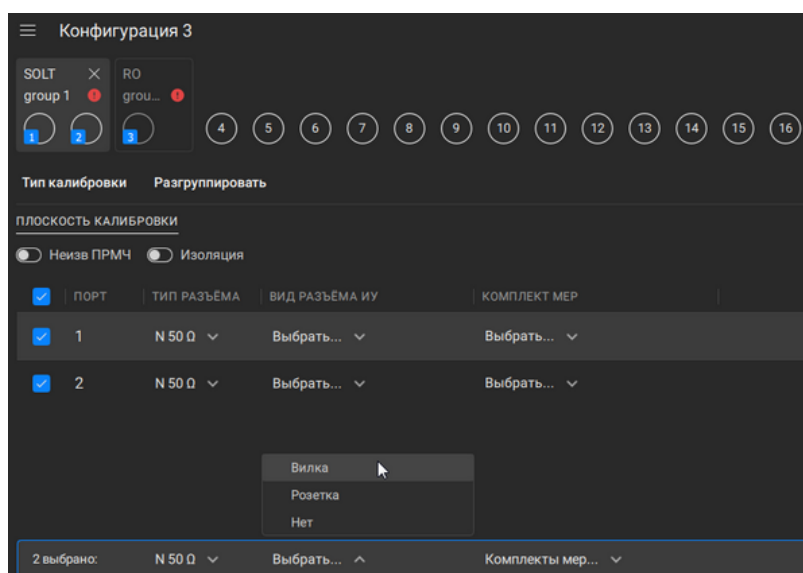 Конфигурация 3
SOLT RO
group 1 grou...
1 2 3 4 5 6 7 8 9 10 11 12 13 14 15 16
Тип калибровки Разгруппировать
ПЛОСКОСТЬ КАЛИБРОВКИ
Неизв ПРМЧ Изоляция
ПОРТ ТИП РАЗЪЁМА ВИД РАЗЪЁМА ИУ КОМПЛЕКТ МЕР
1 N 50 Ω Выбрать... Выбрать...
2 N 50 Ω Выбрать... Выбрать...
Вилка
Розетка
Нет
2 выбрано: N 50 Ω Выбрать... Комплекты мер...